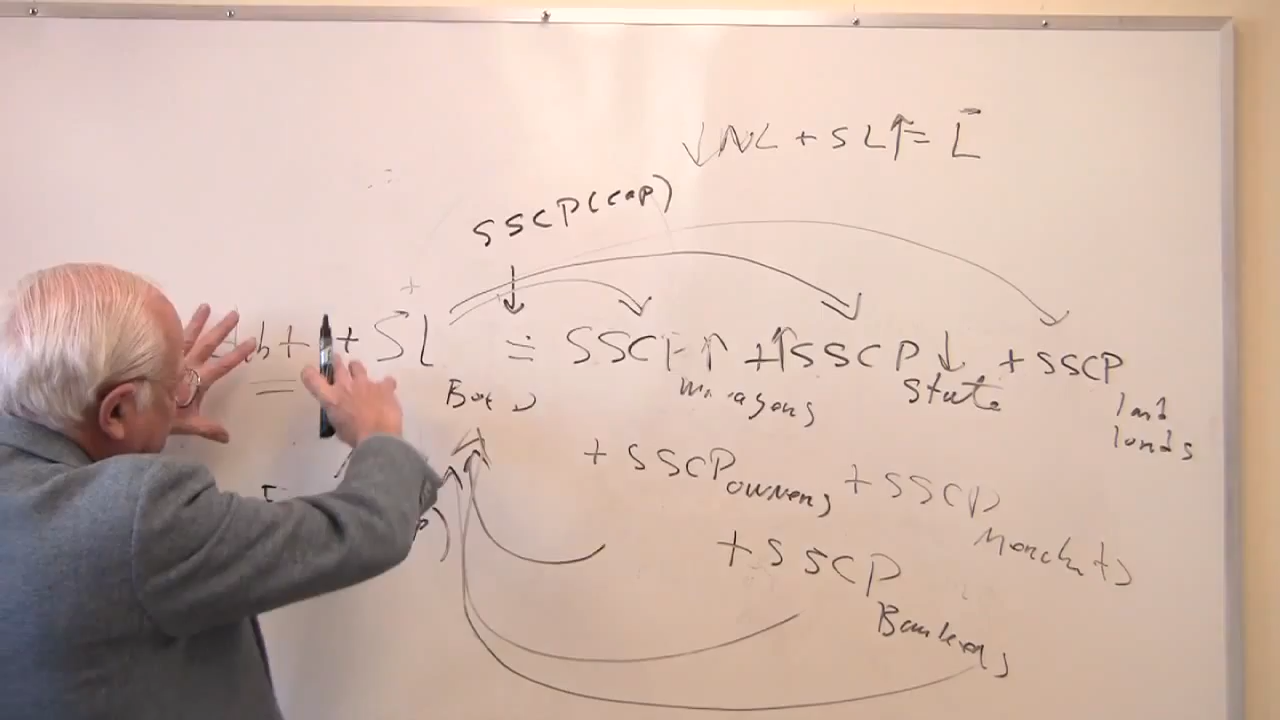 ↓NL + SL↑ = L̄
SSCP(cap)
+ SL = SSCP↑ + ↑SSCP↓ + SSCP
managers State land
lords
+ SSCP owners + SSCP
Merchants
+ SSCP
Bankers